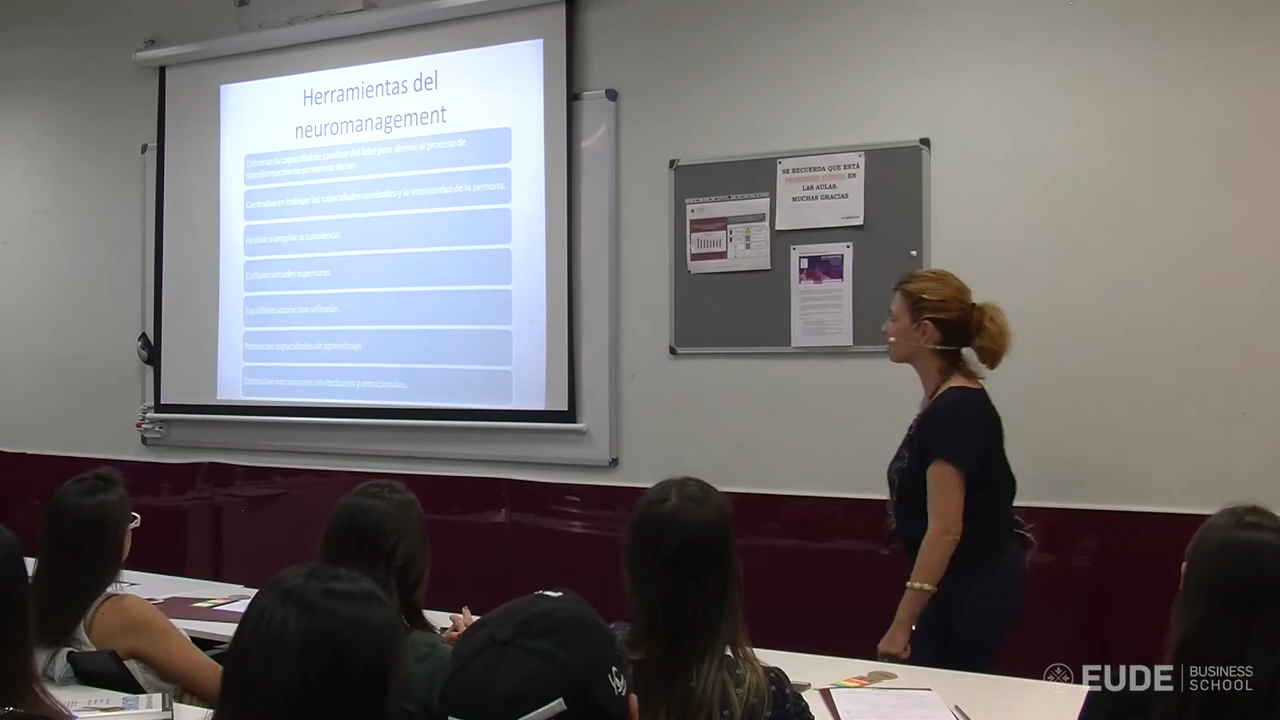 Herramientas del
neuromanagement
Entrenan la capacidad de cambiar del líder para abrirse al proceso de
transformación de su manera de ser.
Centradas en trabajar las capacidades cerebrales y la interioridad de la persona.
Ayudan a ampliar la conciencia.
Cultivan virtudes superiores.
Equilibran acción con reflexión.
Potencian capacidades de aprendizaje.
Estimulan mecanismos intelectuales y emocionales.
SE RECUERDA QUE ESTÁ
PROHIBIDO COMER EN
LAS AULAS.
MUCHAS GRACIAS
EUDE BUSINESS
SCHOOL